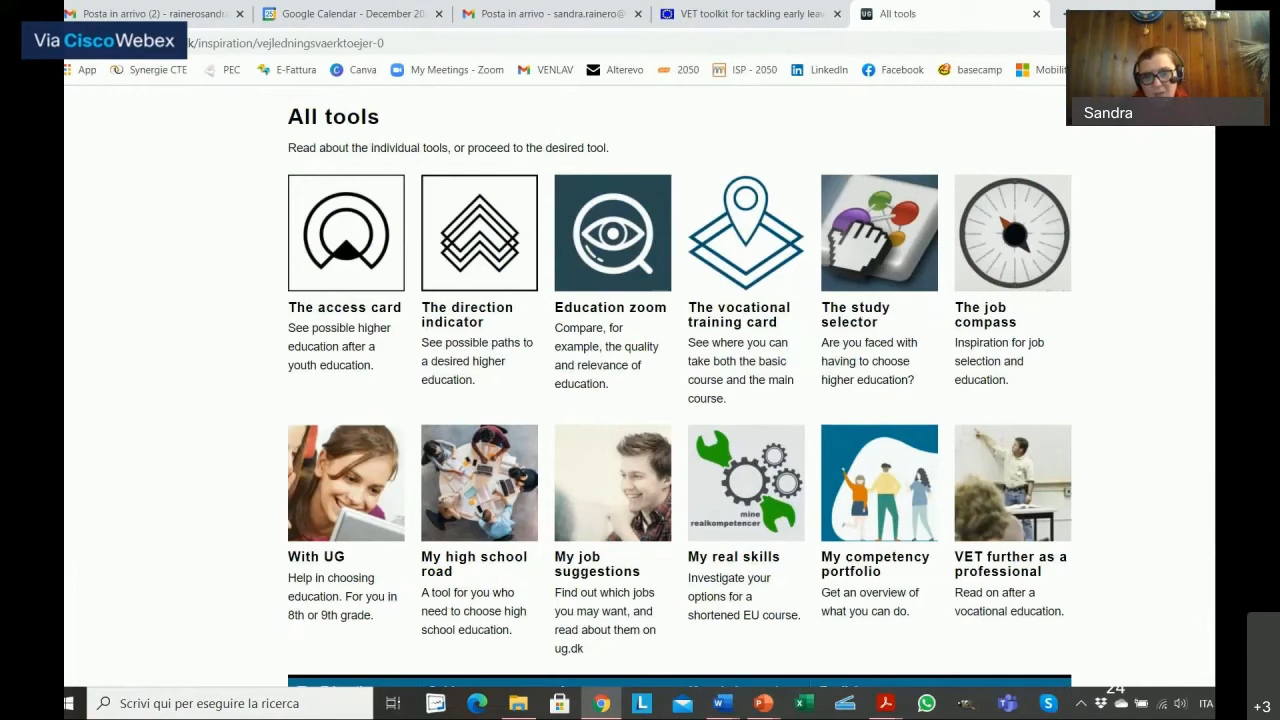 Posta in arrivo (2) - rainerosand
Google Calendar - December 20
Posta in arrivo - sandra.rainero@
VET toolkit for tackling early leav
UG All tools
Via CiscoWebex
k/inspiration/vejledningsvaerktoejer-0
App Synergie CTE PEC E-Fattura Canva My Meetings - Zoom VENLAV Alterevo 2050 ISP - 2050 LinkedIn Facebook basecamp Mobilit
Sandra
All tools
Read about the individual tools, or proceed to the desired tool.
The access card
See possible higher
education after a
youth education.
The direction
indicator
See possible paths to
a desired higher
education.
Education zoom
Compare, for
example, the quality
and relevance of
education.
The vocational
training card
See where you can
take both the basic
course and the main
course.
The study
selector
Are you faced with
having to choose
higher education?
The job
compass
Inspiration for job
selection and
education.
With UG
Help in choosing
education. For you in
8th or 9th grade.
My high school
road
A tool for you who
need to choose high
school education.
My job
suggestions
Find out which jobs
you may want, and
read about them on
ug.dk
mine
realkompetencer
My real skills
Investigate your
options for a
shortened EU course.
My competency
portfolio
Get an overview of
what you can do.
VET further as a
professional
Read on after a
vocational education.
Scrivi qui per eseguire la ricerca
24
ITA
+3